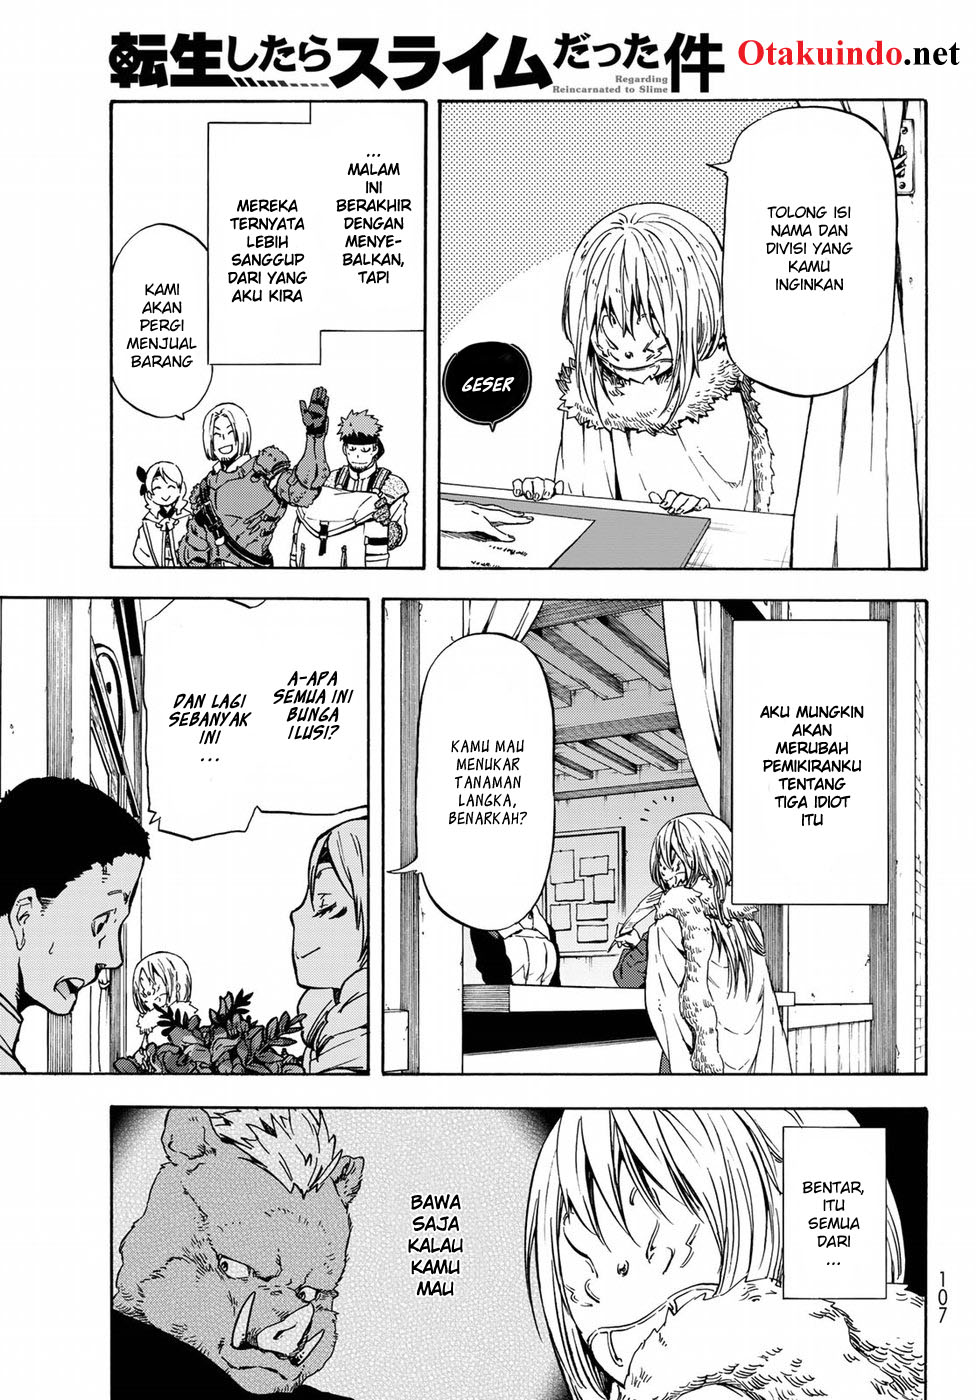 転生したらスライムだった件
Regarding
Reincarnated to Slime
Otakuindo.net
TOLONG ISI
NAMA DAN
DIVISI YANG
KAMU
INGINKAN
GESER
...
MALAM
INI
BERAKHIR
DENGAN
MENYE-
BALKAN,
TAPI
MEREKA
TERNYATA
LEBIH
SANGGUP
DARI YANG
AKU KIRA
KAMI
AKAN
PERGI
MENJUAL
BARANG
AKU MUNGKIN
AKAN
MERUBAH
PEMIKIRANKU
TENTANG
TIGA IDIOT
ITU
KAMU MAU
MENUKAR
TANAMAN
LANGKA,
BENARKAH?
A-APA
SEMUA INI
BUNGA
ILUSI?
DAN LAGI
SEBANYAK
INI
...
BENTAR,
ITU
SEMUA
DARI
...
BAWA
SAJA
KALAU
KAMU
MAU
107